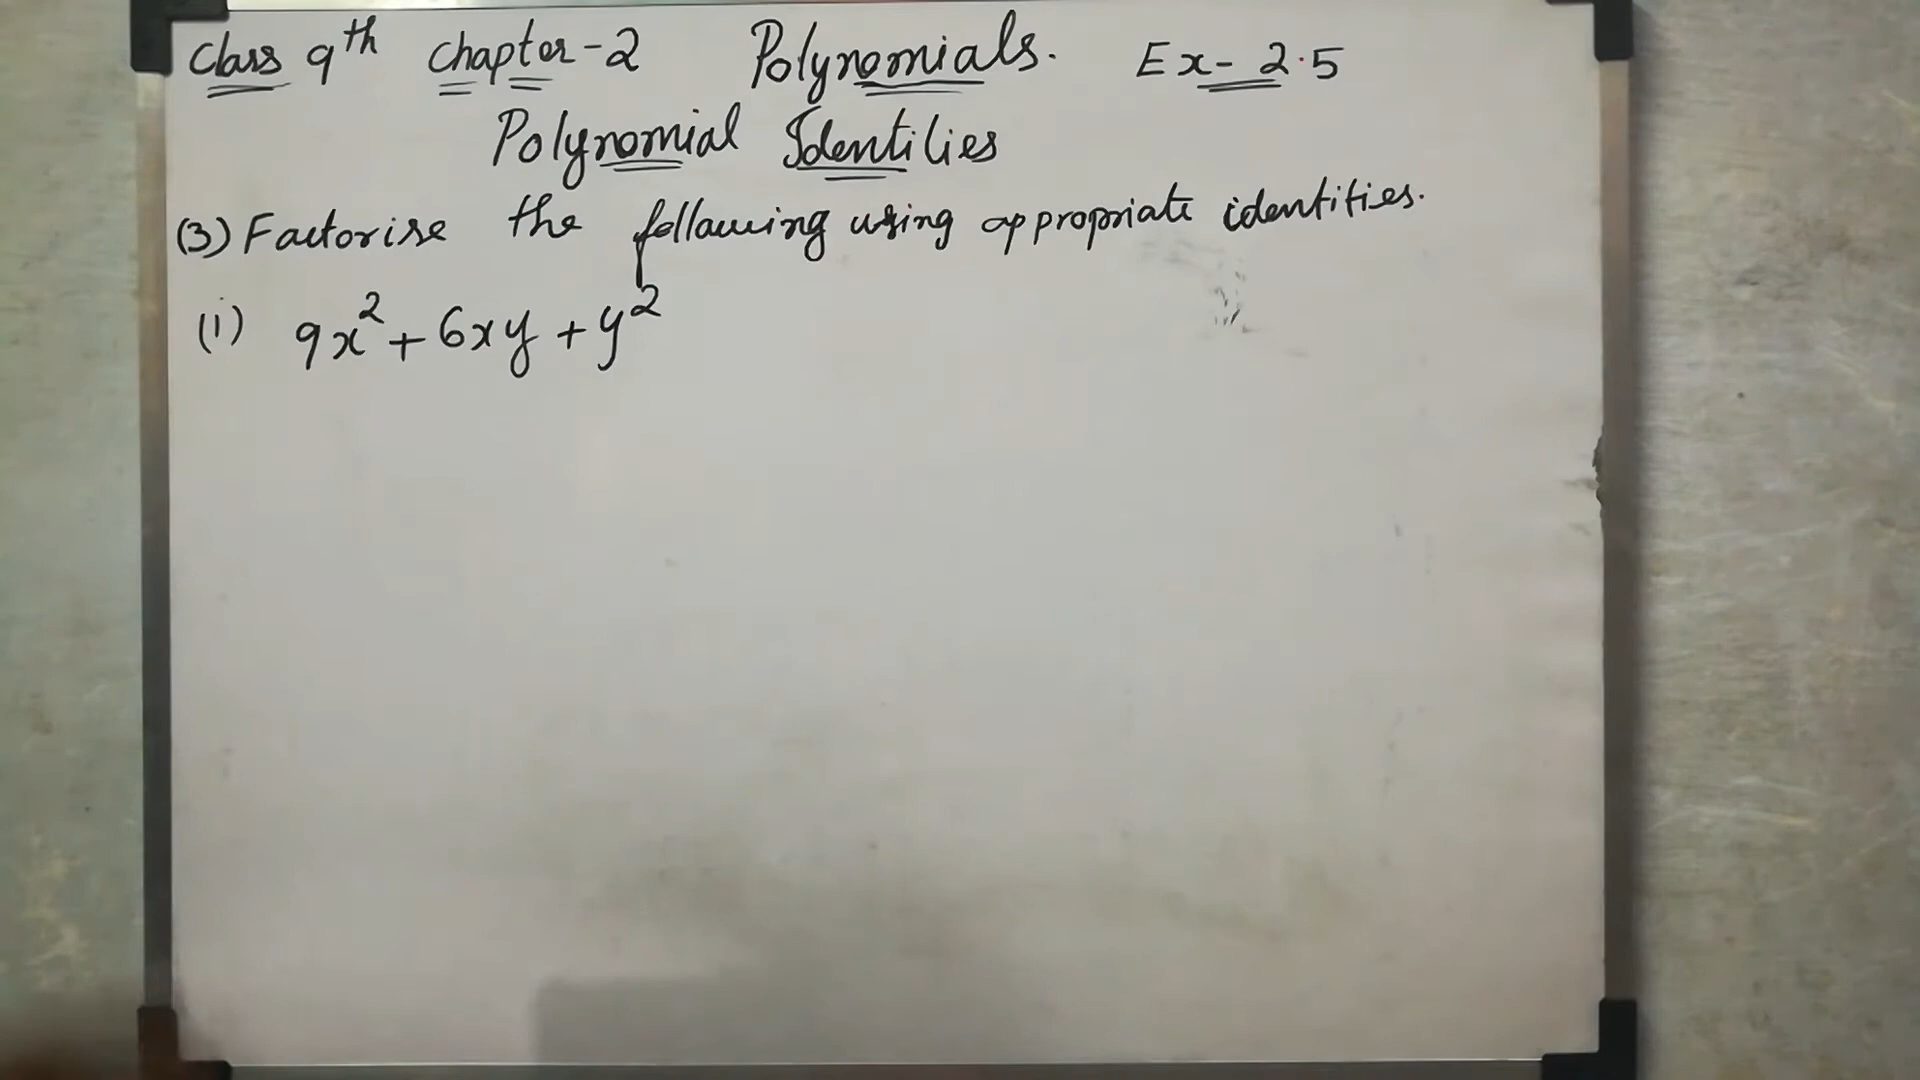 Class 9th Chapter-2 Polynomials. Ex- 2.5
Polynomial Identities
(3) Factorise the following using appropriate identities.
(i) 9x² + 6xy + y²